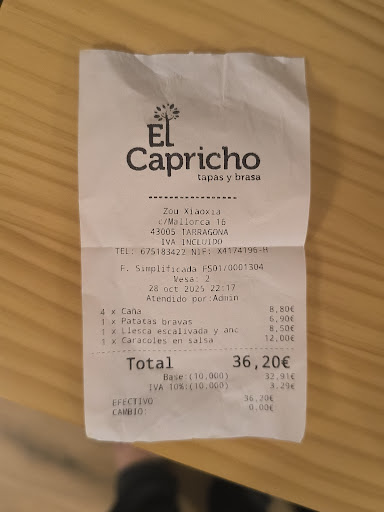 El
Capricho
tapas y brasa
Zou Xiaoxia
c/Mallorca 16
43005 TARRAGONA
IVA INCLUIDO
TEL: 675183422 NIF: X4174196-H
F. Simplificada FS01/0001304
Mesa: 2
28 oct 2025 22:17
Atendido por:Admin
4 x Caña 8,80€
1 x Patatas bravas 6,90€
1 x Llesca escalivada y anc 8,50€
1 x Caracoles en salsa 12,00€
Total 36,20€
Base:(10,000) 32,91€
IVA 10%:(10,000) 3,29€
EFECTIVO 36,20€
CAMBIO: 0,00€